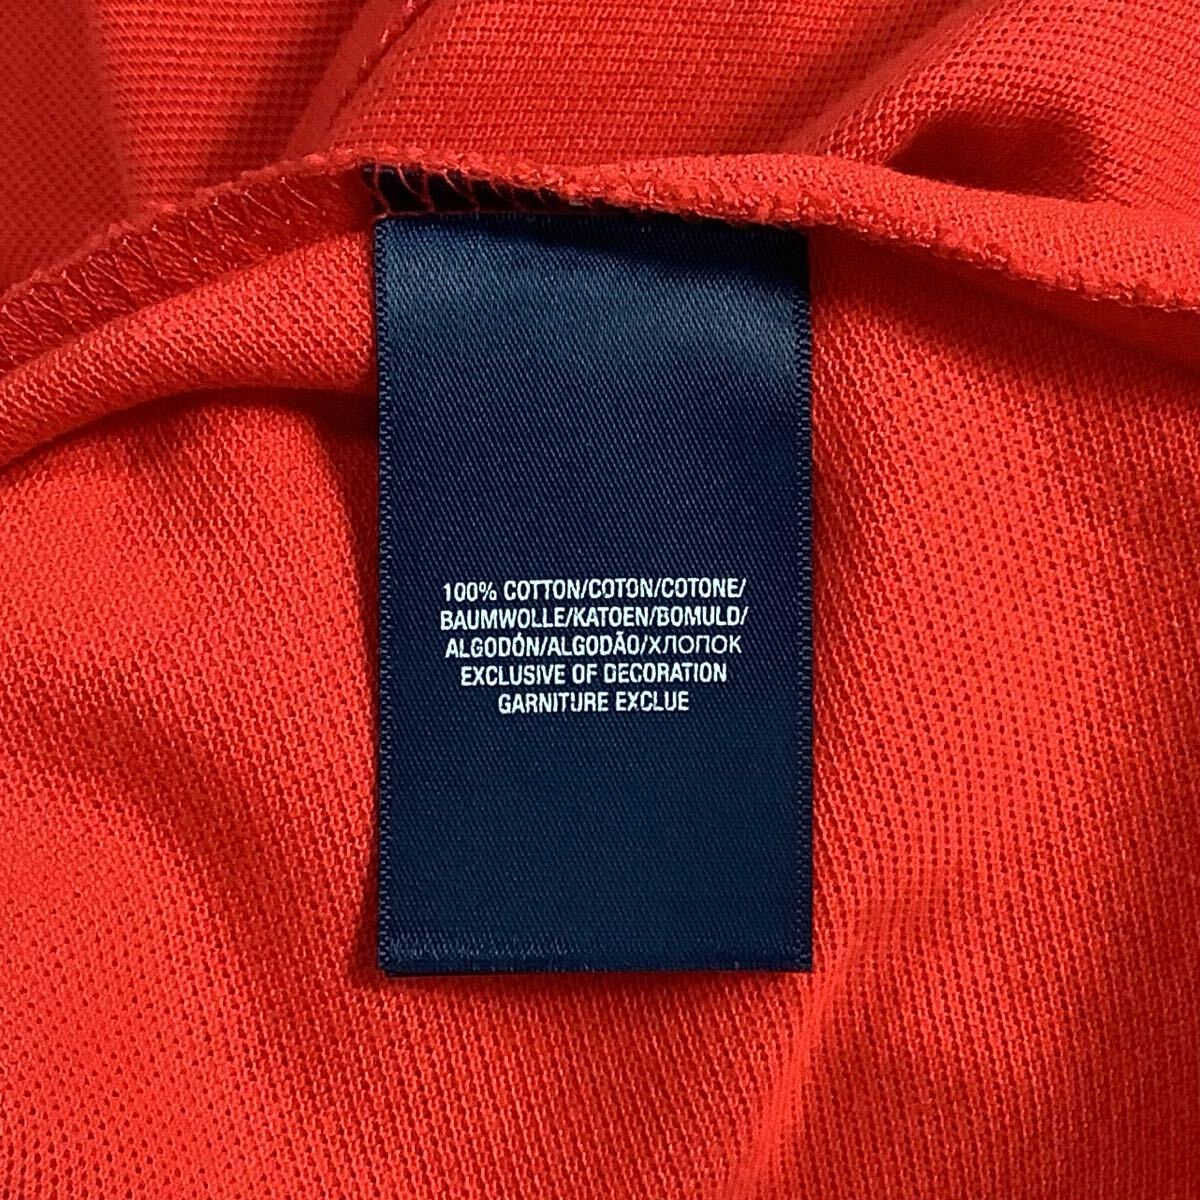 100% COTTON/COTON/COTONE/
BAUMWOLLE/KATOEN/BOMULD/
ALGODÓN/ALGODÃO/ХЛОПОК
EXCLUSIVE OF DECORATION
GARNITURE EXCLUE